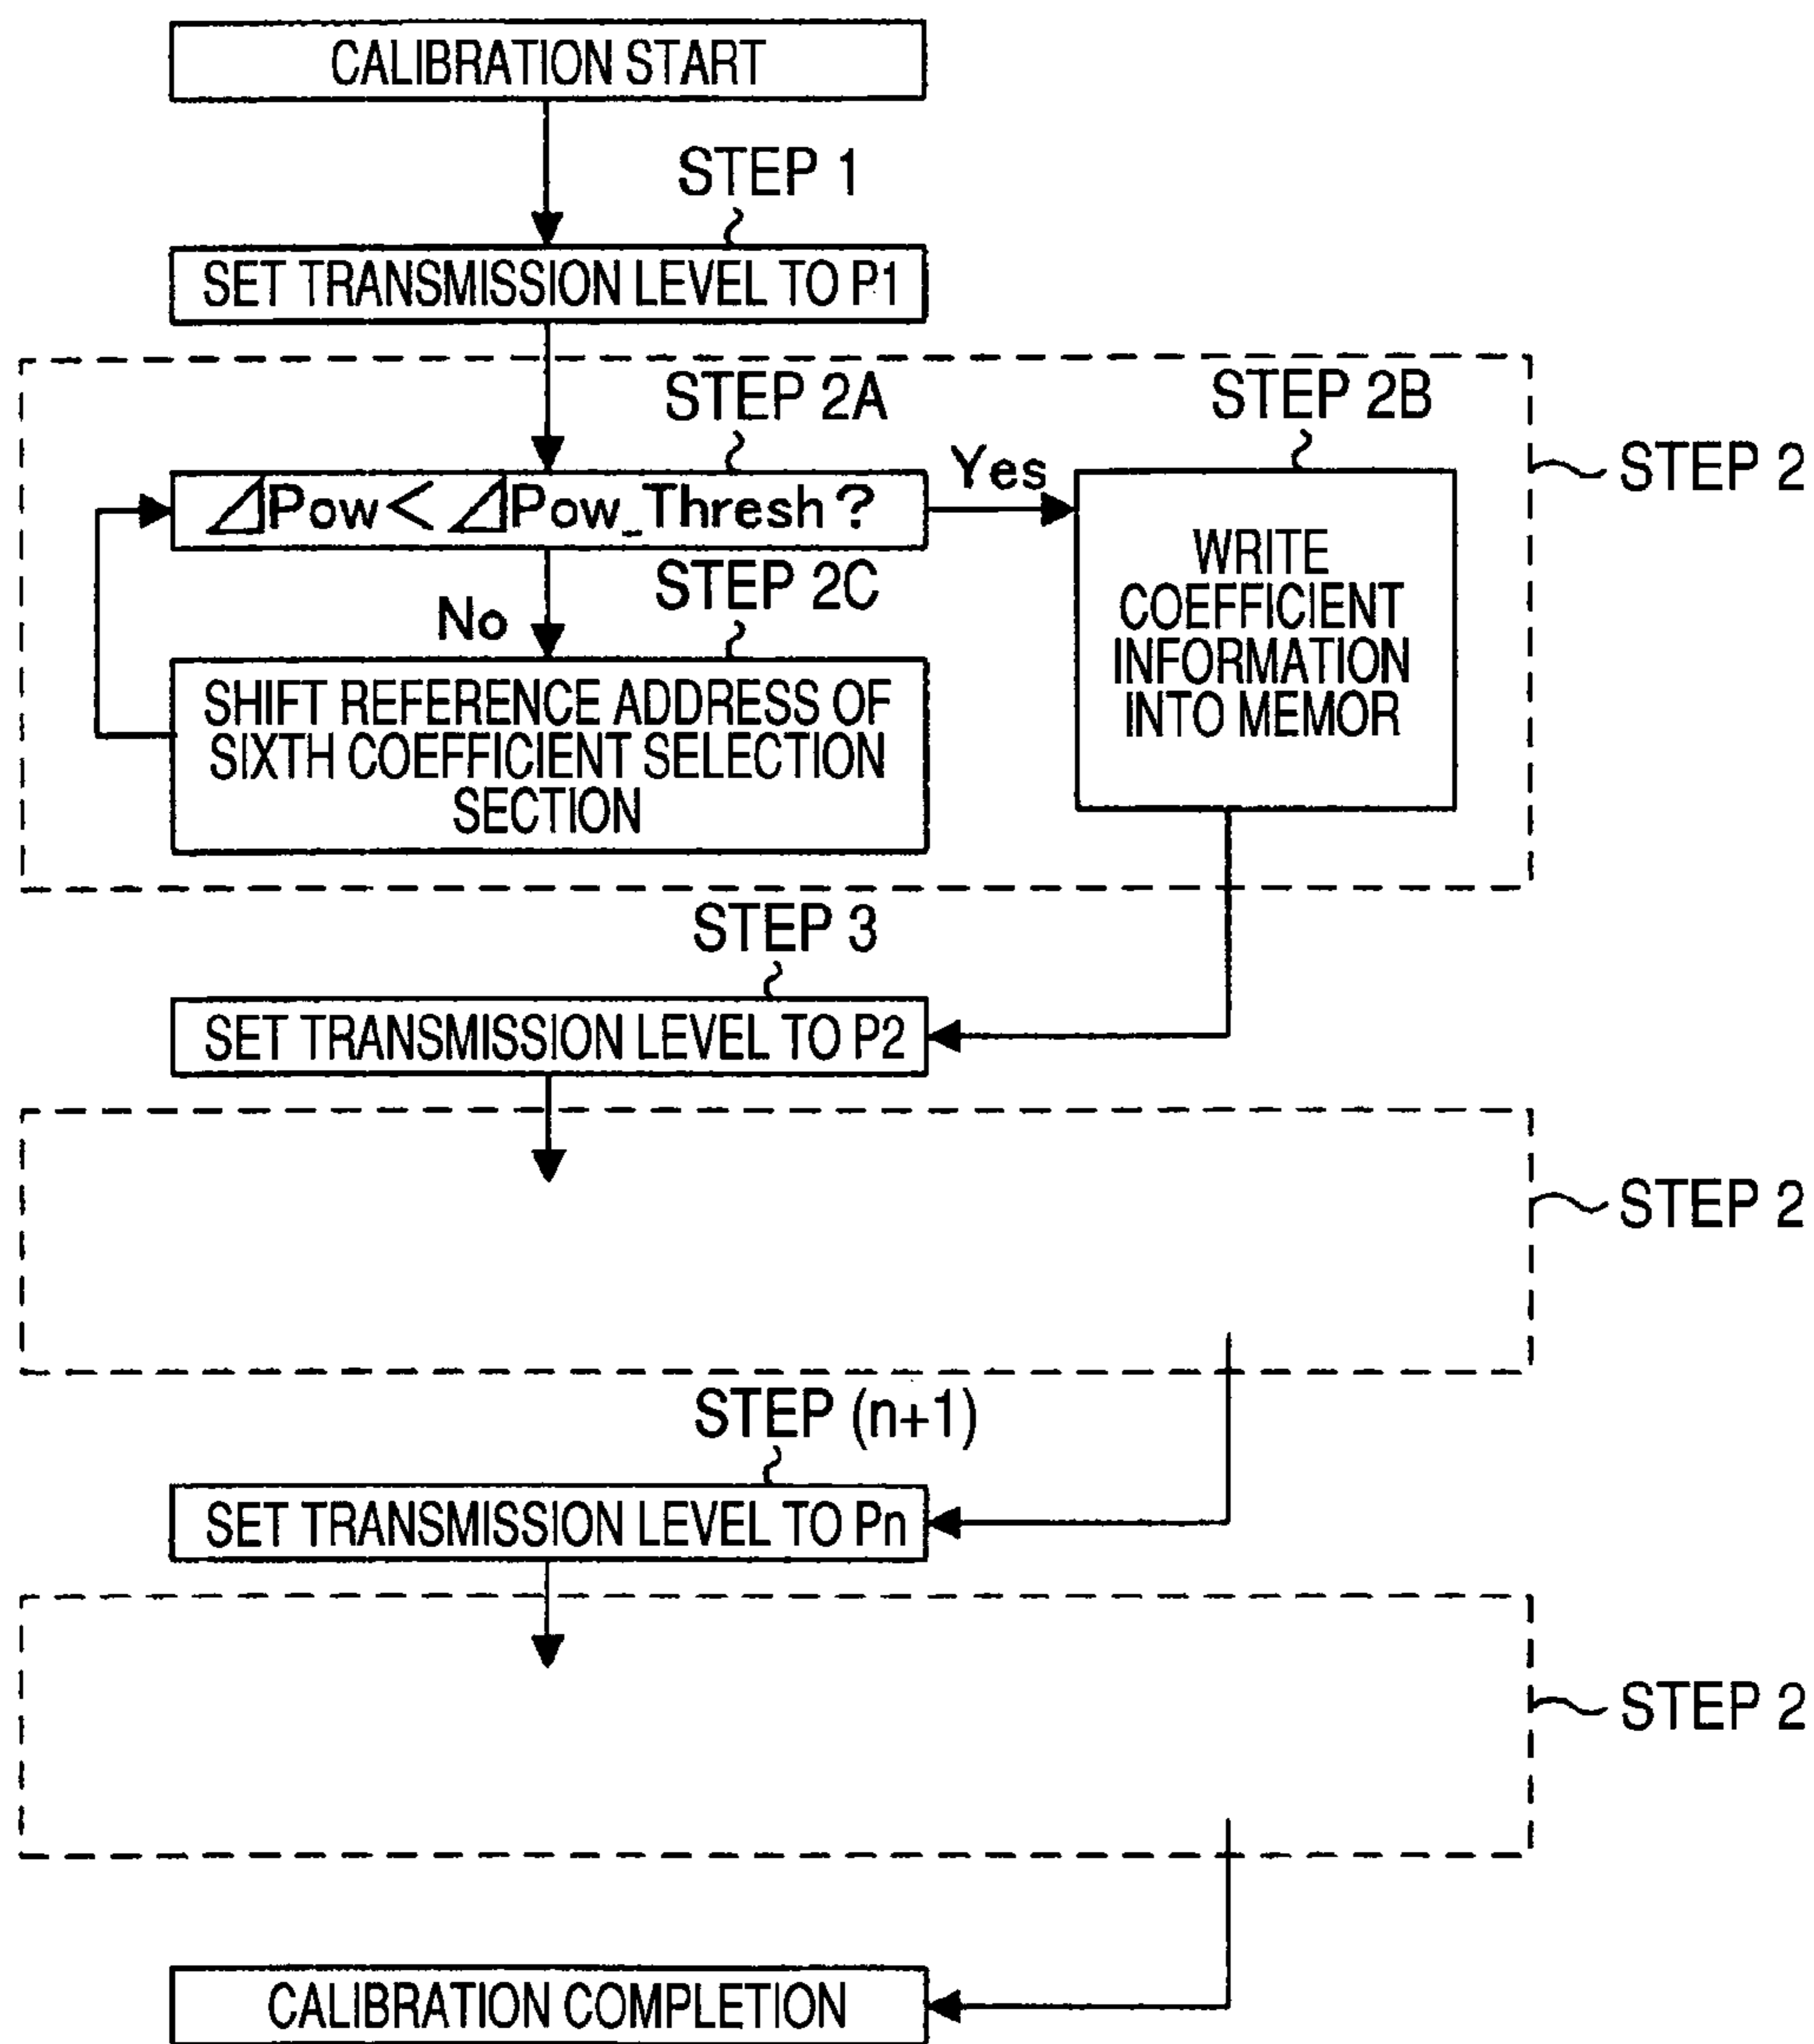 CALIBRATION START
STEP 1
SET TRANSMISSION LEVEL TO P1
STEP 2A
STEP 2B
STEP 2
⊿Pow< ⊿Pow_Thresh?
Yes
No
STEP 2C
WRITE
COEFFICIENT
INFORMATION
INTO MEMOR
SHIFT REFERENCE ADDRESS OF
SIXTH COEFFICIENT SELECTION
SECTION
STEP 3
SET TRANSMISSION LEVEL TO P2
STEP 2
STEP (n+1)
SET TRANSMISSION LEVEL TO Pn
STEP 2
CALIBRATION COMPLETION